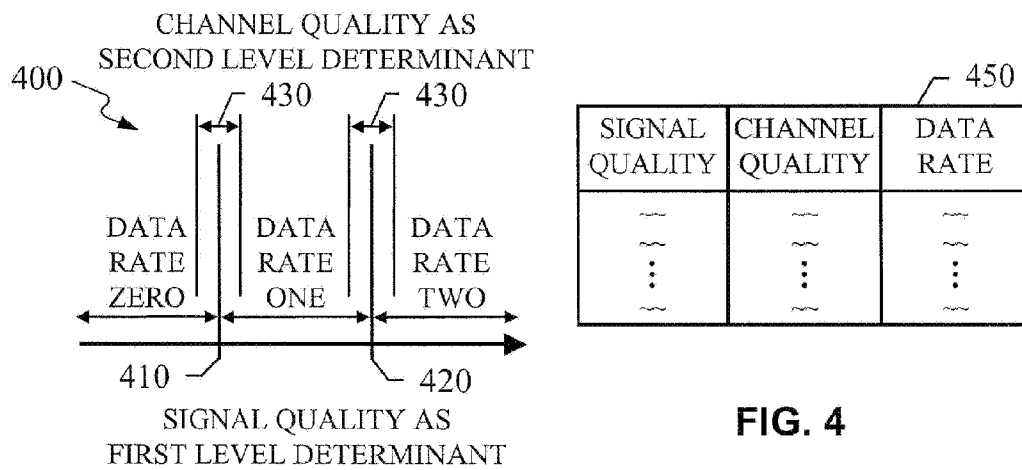 CHANNEL QUALITY AS
SECOND LEVEL DETERMINANT
400
430
430
DATA
RATE
ZERO
DATA
RATE
ONE
DATA
RATE
TWO
410
420
SIGNAL QUALITY AS
FIRST LEVEL DETERMINANT
450
SIGNAL
QUALITY
CHANNEL
QUALITY
DATA
RATE
FIG. 4